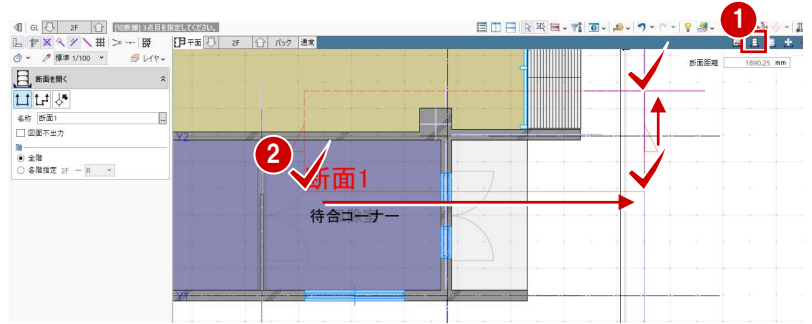 GL 2F [切断面] 3点目を指定してください。
標準 1/100 レイヤ
平面 2F バック 通常
1
断面距離 1890.25 mm
断面を開く
名称 断面1 ...
図面不出力
階
全階
各階指定 2F ~ R
Y2
2
断面1
待合コーナー
Y1